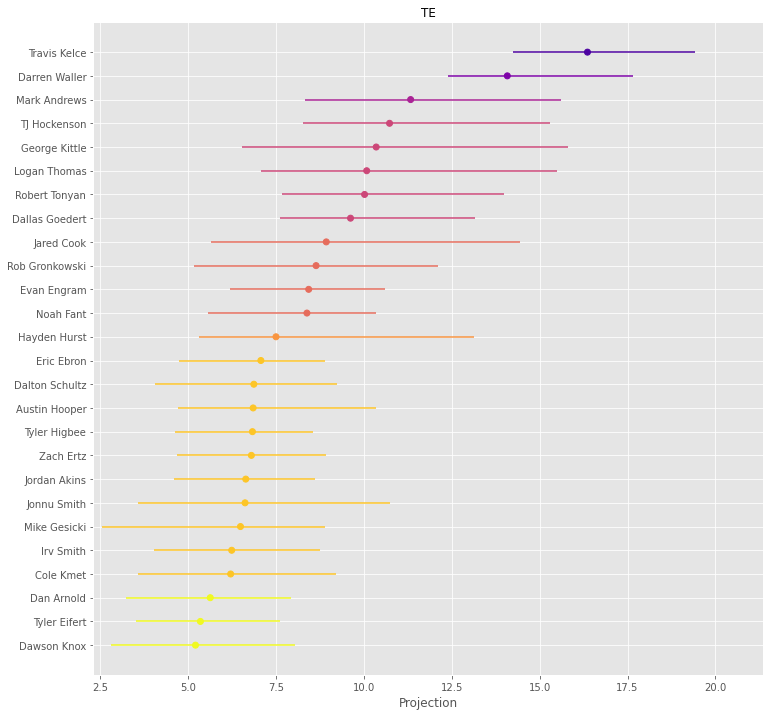 TE
Travis Kelce
Darren Waller
Mark Andrews
TJ Hockenson
George Kittle
Logan Thomas
Robert Tonyan
Dallas Goedert
Jared Cook
Rob Gronkowski
Evan Engram
Noah Fant
Hayden Hurst
Eric Ebron
Dalton Schultz
Austin Hooper
Tyler Higbee
Zach Ertz
Jordan Akins
Jonnu Smith
Mike Gesicki
Irv Smith
Cole Kmet
Dan Arnold
Tyler Eifert
Dawson Knox
2.5 5.0 7.5 10.0 12.5 15.0 17.5 20.0
Projection